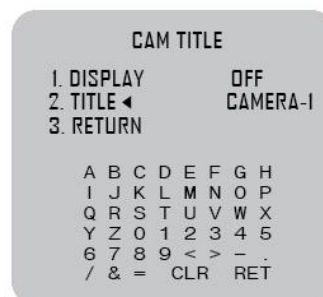 CAM TITLE
1. DISPLAY OFF
2. TITLE ◄ CAMERA-1
3. RETURN
A B C D E F G H
I J K L M N O P
Q R S T U V W X
Y Z 0 1 2 3 4 5
6 7 8 9 < > – .
/ & = CLR RET